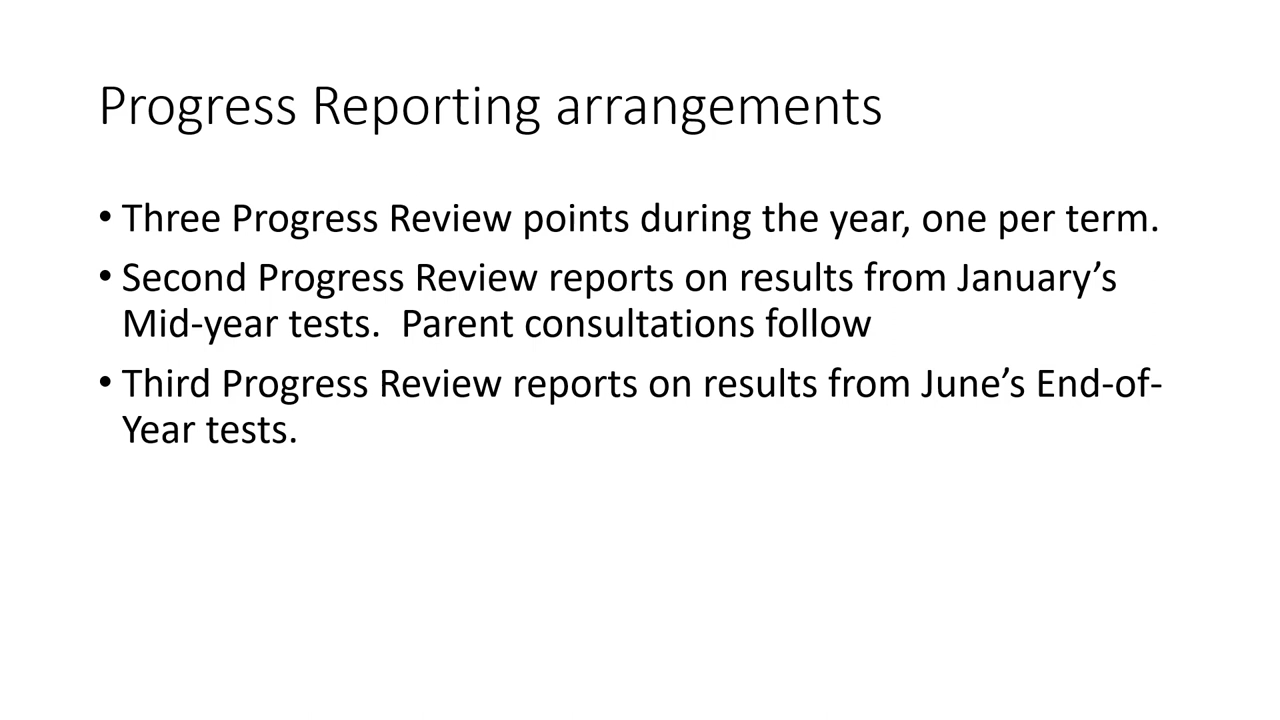 Progress Reporting arrangements
• Three Progress Review points during the year, one per term.
• Second Progress Review reports on results from January’s
Mid-year tests.  Parent consultations follow
• Third Progress Review reports on results from June’s End-of-
Year tests.